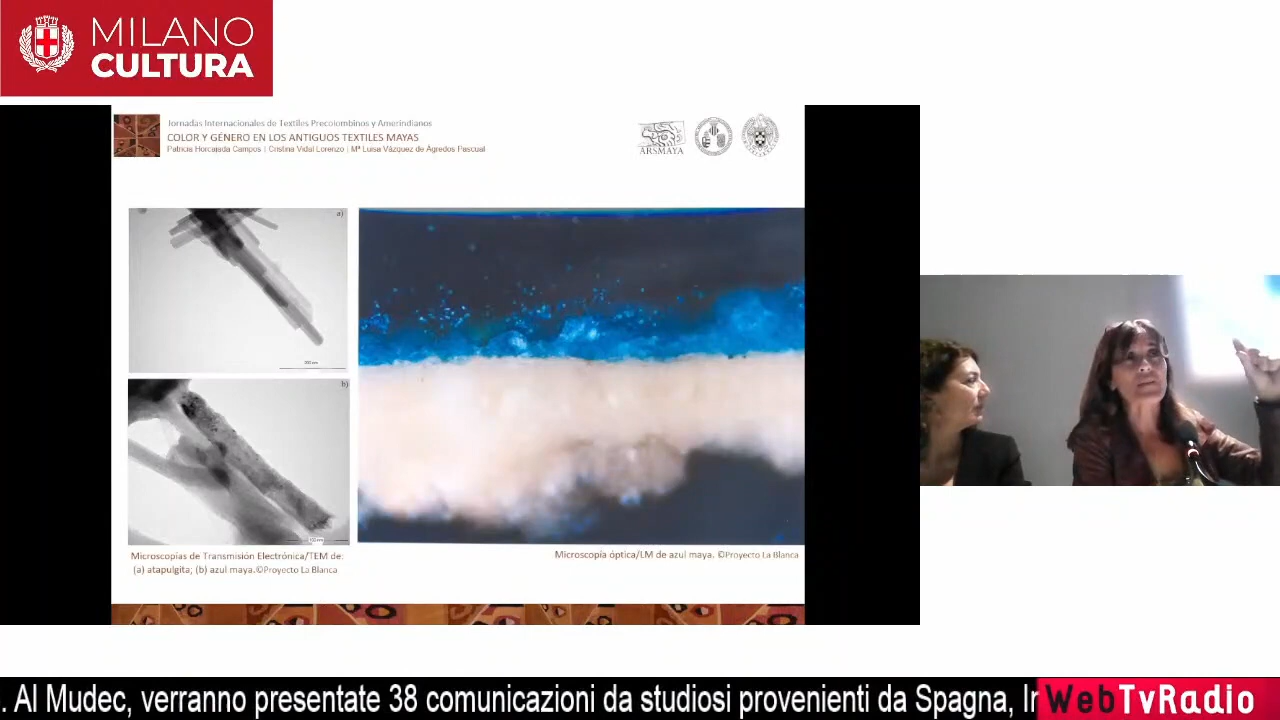 MILANO
CULTURA
Jornadas Internacionales de Textiles Precolombinos y Amerindianos
COLOR Y GÉNERO EN LOS ANTIGUOS TEXTILES MAYAS
Patricia Horcajada Campos | Cristina Vidal Lorenzo | Mª Luisa Vázquez de Ágredos Pascual
ARSMAYA
a)
b)
Microscopías de Transmisión Electrónica/TEM de:
(a) atapulgita; (b) azul maya.©Proyecto La Blanca
Microscopía óptica/LM de azul maya. ©Proyecto La Blanca
. Al Mudec, verranno presentate 38 comunicazioni da studiosi provenienti da Spagna, In
WebTvRadio